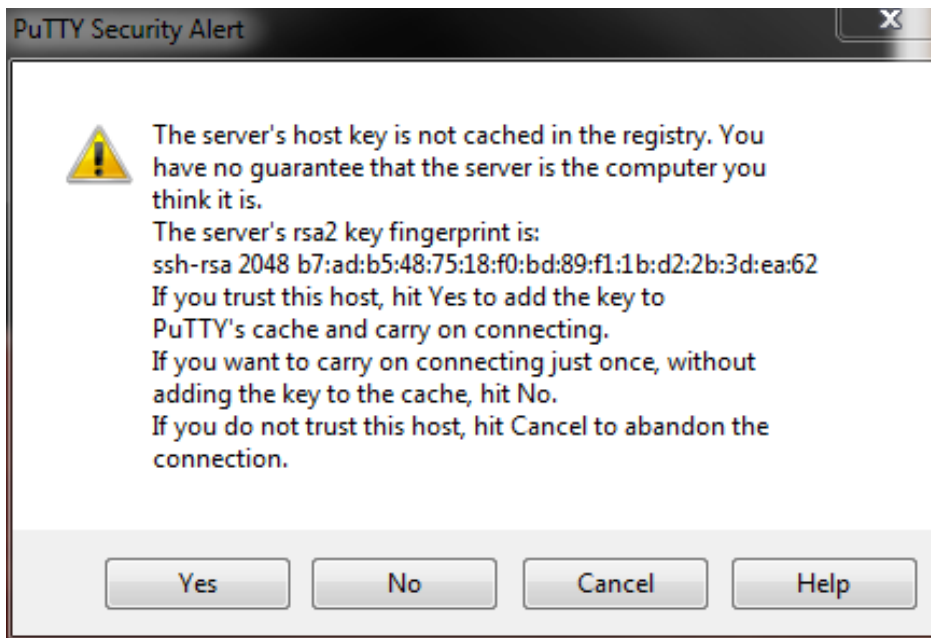 PuTTY Security Alert
The server's host key is not cached in the registry. You
have no guarantee that the server is the computer you
think it is.
The server's rsa2 key fingerprint is:
ssh-rsa 2048 b7:ad:b5:48:75:18:f0:bd:89:f1:1b:d2:2b:3d:ea:62
If you trust this host, hit Yes to add the key to
PuTTY's cache and carry on connecting.
If you want to carry on connecting just once, without
adding the key to the cache, hit No.
If you do not trust this host, hit Cancel to abandon the
connection.
Yes No Cancel Help